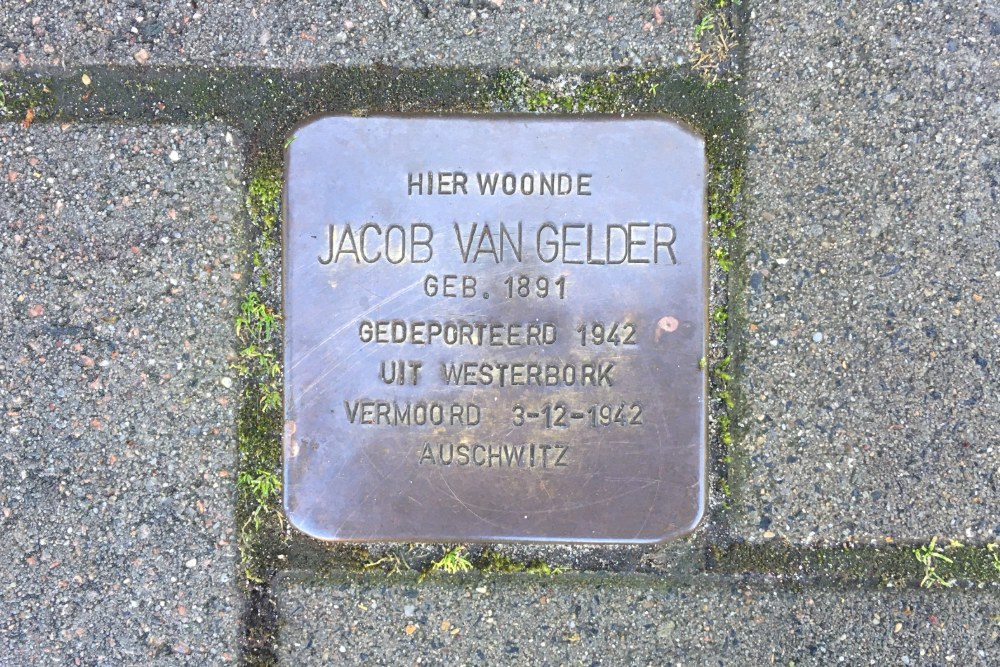 HIER WOONDE
JACOB VAN GELDER
GEB. 1891
GEDEPORTEERD 1942
UIT WESTERBORK
VERMOORD 3-12-1942
AUSCHWITZ